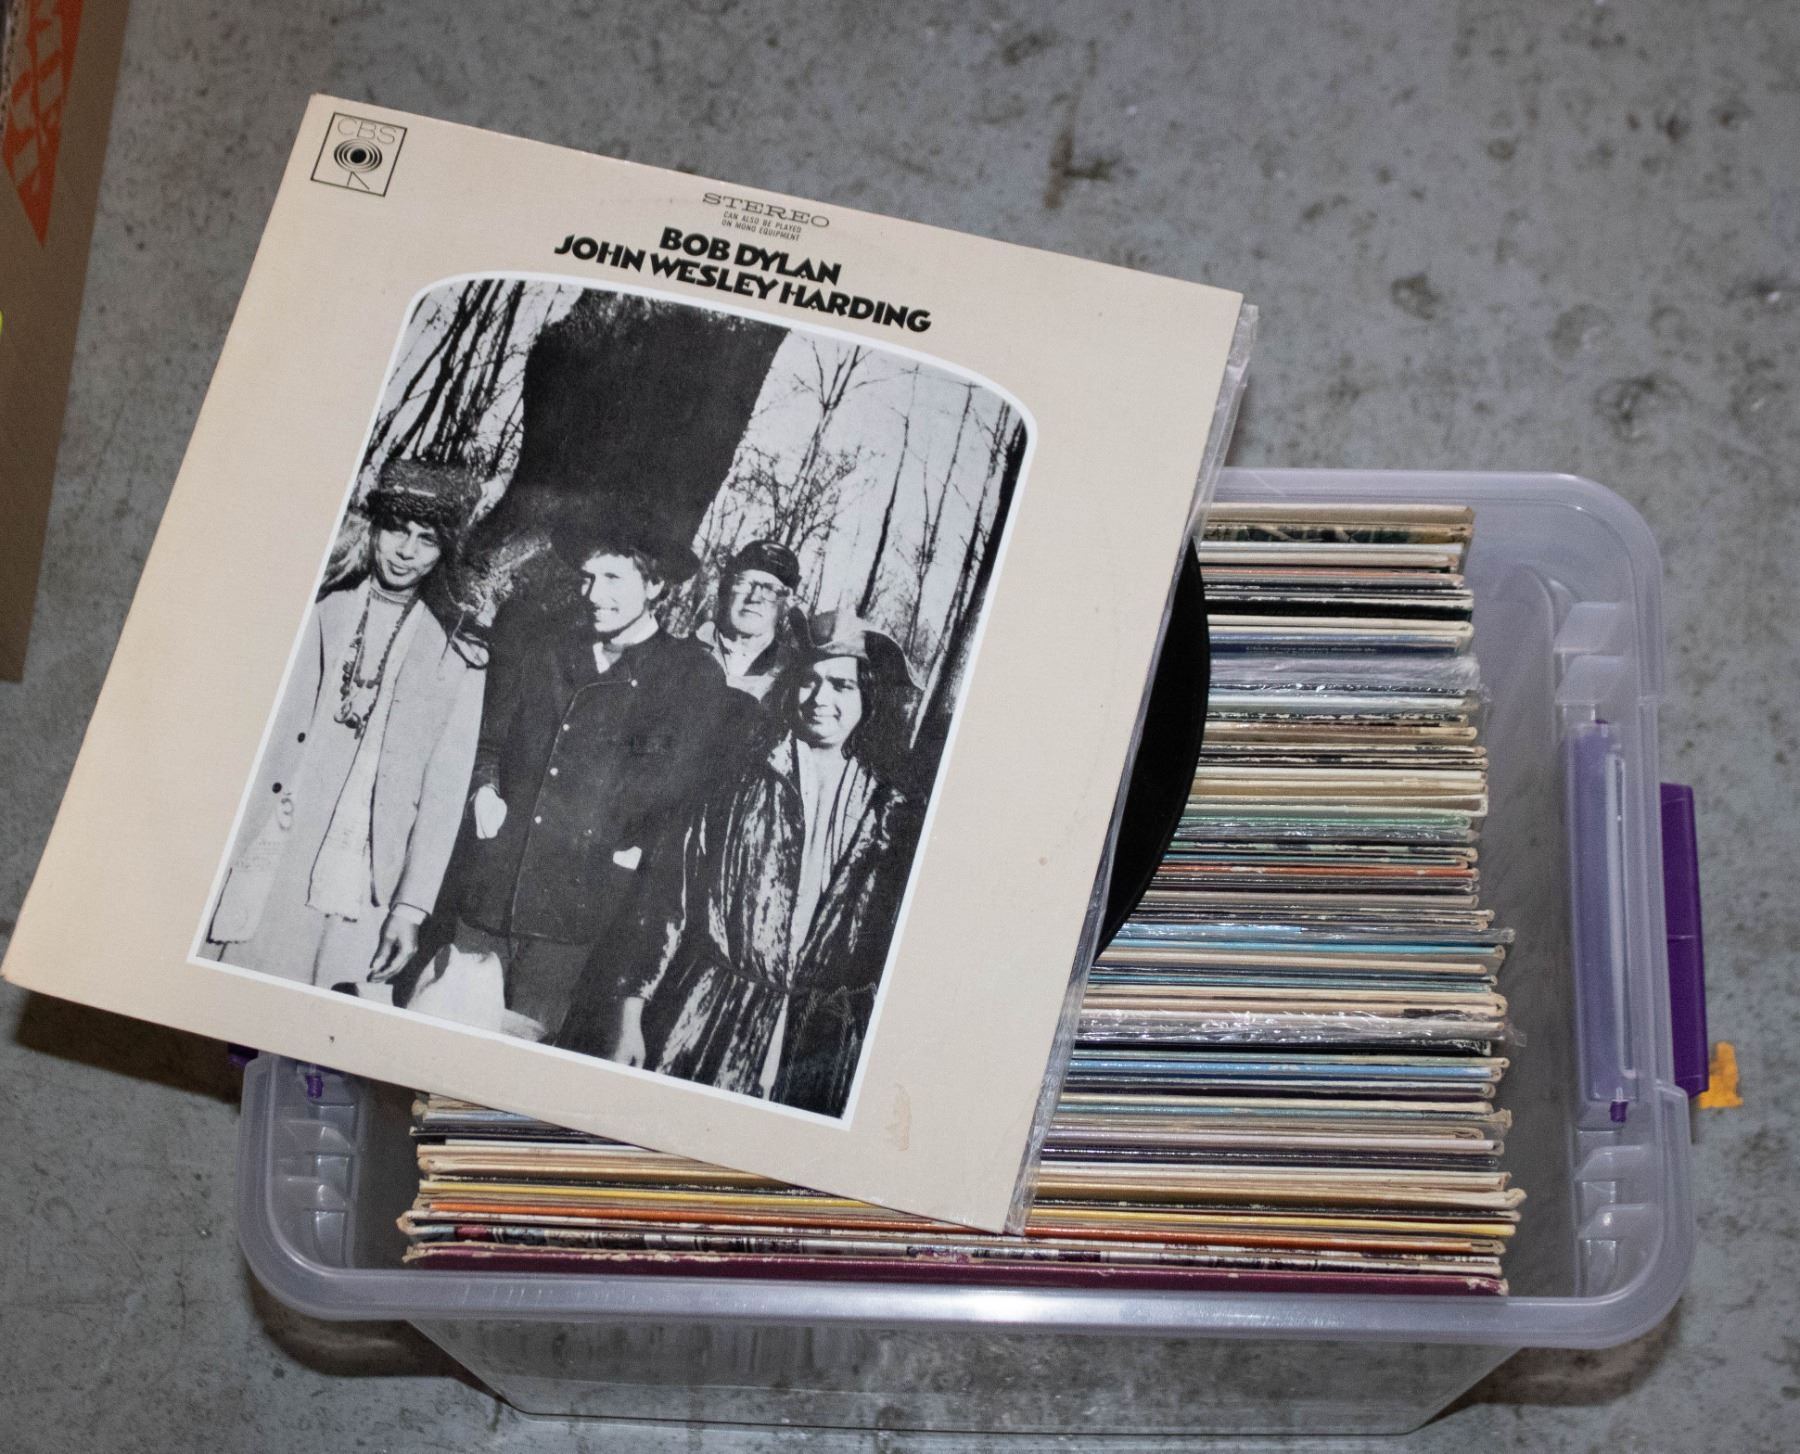 CBS
STEREO
CAN ALSO BE PLAYED
ON MONO EQUIPMENT
BOB DYLAN
JOHN WESLEY HARDING